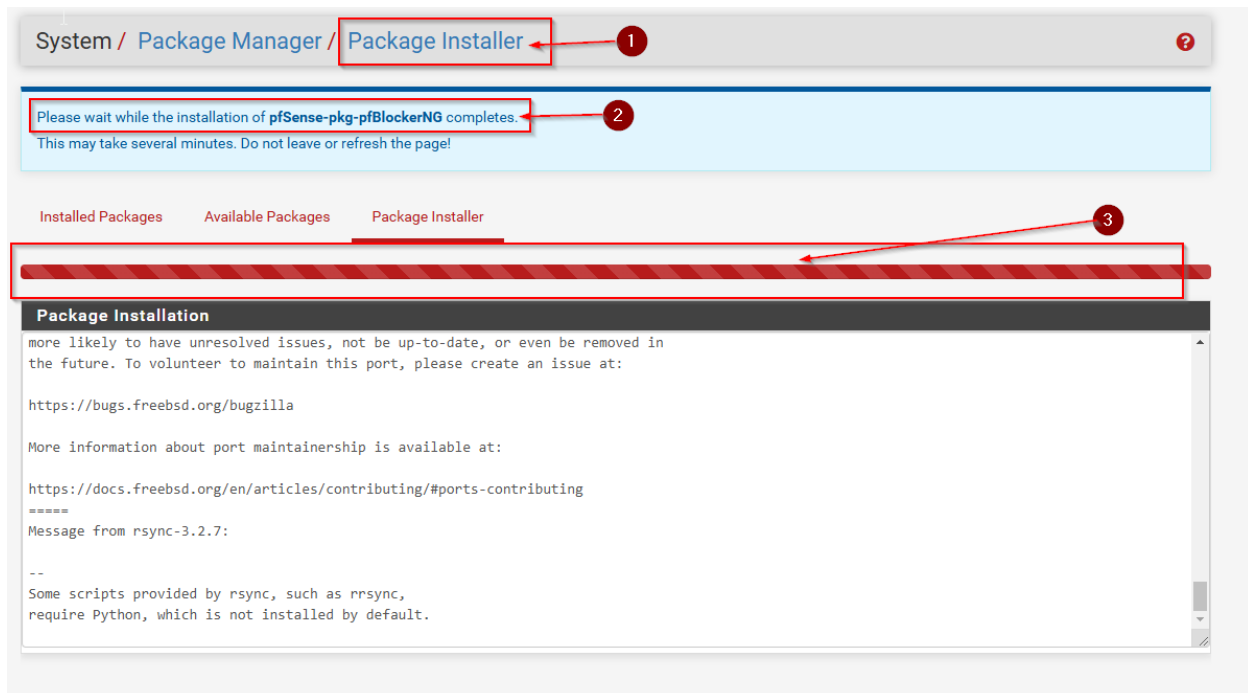 1
System / Package Manager / Package Installer
1
?
Please wait while the installation of pfSense-pkg-pfBlockerNG completes.
2
This may take several minutes. Do not leave or refresh the page!
Installed Packages Available Packages Package Installer
3
Package Installation
more likely to have unresolved issues, not be up-to-date, or even be removed in
the future. To volunteer to maintain this port, please create an issue at:
https://bugs.freebsd.org/bugzilla
More information about port maintainership is available at:
https://docs.freebsd.org/en/articles/contributing/#ports-contributing
=====
Message from rsync-3.2.7:
--
Some scripts provided by rsync, such as rrsync,
require Python, which is not installed by default.